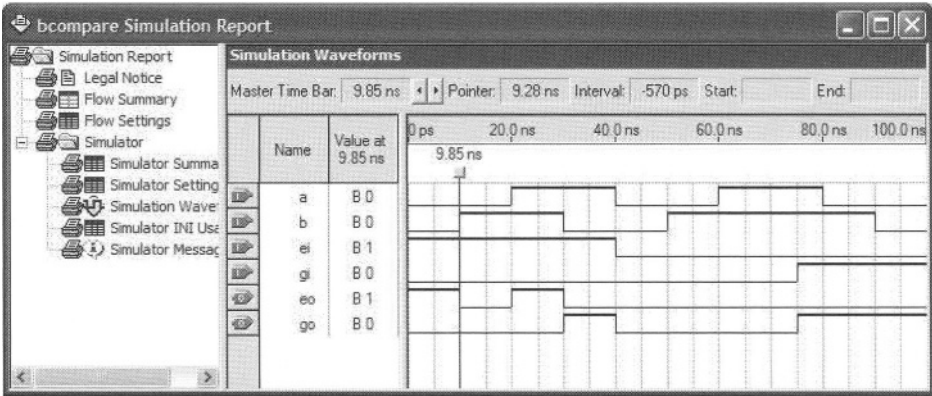 bcompare Simulation Report
Simulation Report
Legal Notice
Flow Summary
Flow Settings
Simulator
Simulator Summa
Simulator Setting
Simulation Wave
Simulator INI Usa
Simulator Messag
Simulation Waveforms
Master Time Bar: 9.85 ns Pointer: 9.28 ns Interval: -570 ps Start: End:
Name Value at 9.85 ns
0 ps 20.0 ns 40.0 ns 60.0 ns 80.0 ns 100.0 ns
9.85 ns
a B 0
b B 0
ei B 1
gi B 0
eo B 1
go B 0